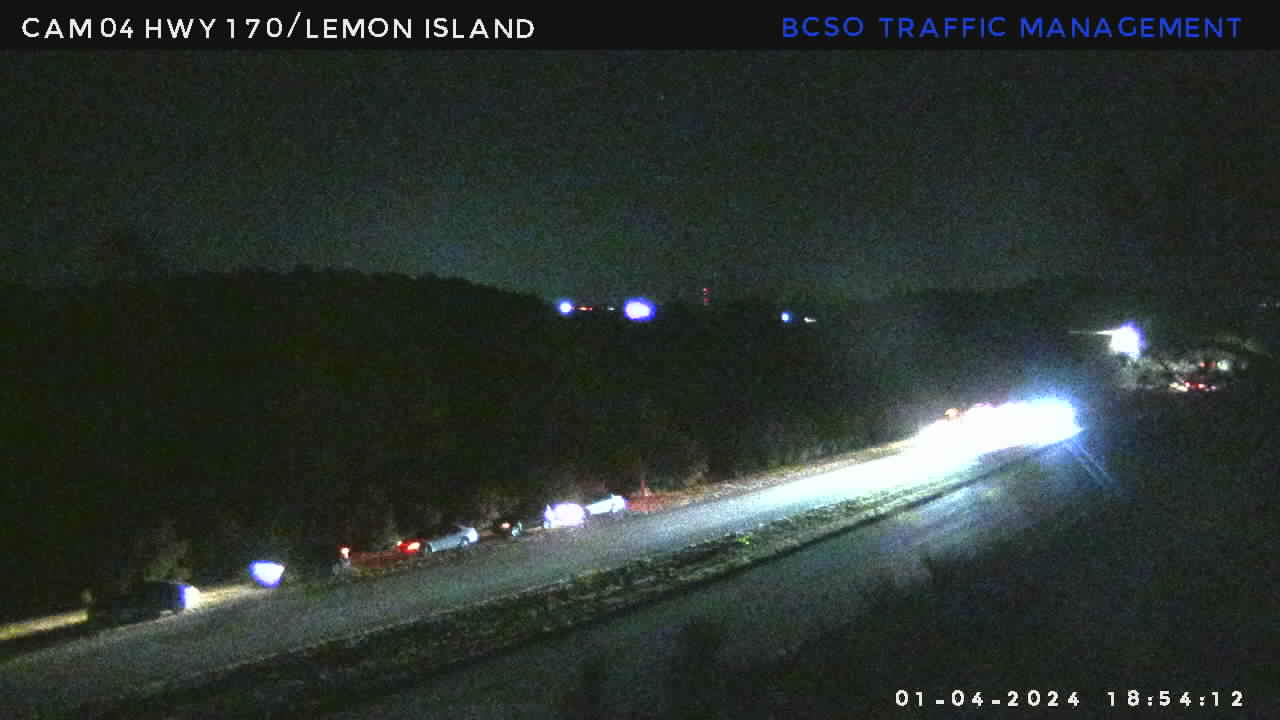 CAM04 HWY 170/LEMON ISLAND
BCSO TRAFFIC MANAGEMENT
01-04-2024 18:54:12